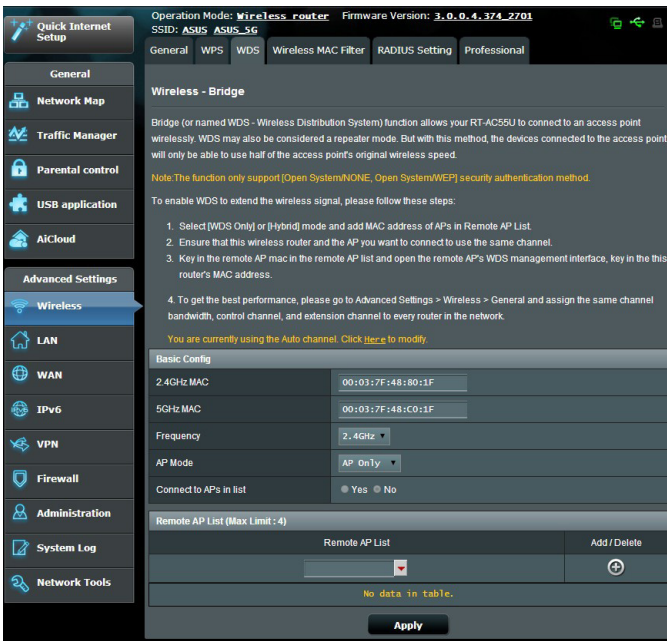 Quick Internet
Setup
General
Network Map
Traffic Manager
Parental control
USB application
AiCloud
Advanced Settings
Wireless
LAN
WAN
IPv6
VPN
Firewall
Administration
System Log
Network Tools
Operation Mode: Wireless router Firmware Version: 3.0.0.4.374_2701
SSID: ASUS ASUS_5G
General WPS WDS Wireless MAC Filter RADIUS Setting Professional
Wireless - Bridge
Bridge (or named WDS - Wireless Distribution System) function allows your RT-AC55U to connect to an access point
wirelessly. WDS may also be considered a repeater mode. But with this method, the devices connected to the access point
will only be able to use half of the access point's original wireless speed.
Note:The function only support [Open System/NONE, Open System/WEP] security authentication method.
To enable WDS to extend the wireless signal, please follow these steps:
1. Select [WDS Only] or [Hybrid] mode and add MAC address of APs in Remote AP List.
2. Ensure that this wireless router and the AP you want to connect to use the same channel.
3. Key in the remote AP mac in the remote AP list and open the remote AP's WDS management interface, key in the this
router's MAC address.
4. To get the best performance, please go to Advanced Settings > Wireless > General and assign the same channel
bandwidth, control channel, and extension channel to every router in the network.
You are currently using the Auto channel. Click Here to modify.
Basic Config
2.4GHz MAC 00:03:7F:48:80:1F
5GHz MAC 00:03:7F:48:C0:1F
Frequency 2.4GHz
AP Mode AP Only
Connect to APs in list Yes No
Remote AP List (Max Limit : 4)
Remote AP List Add / Delete
No data in table.
Apply